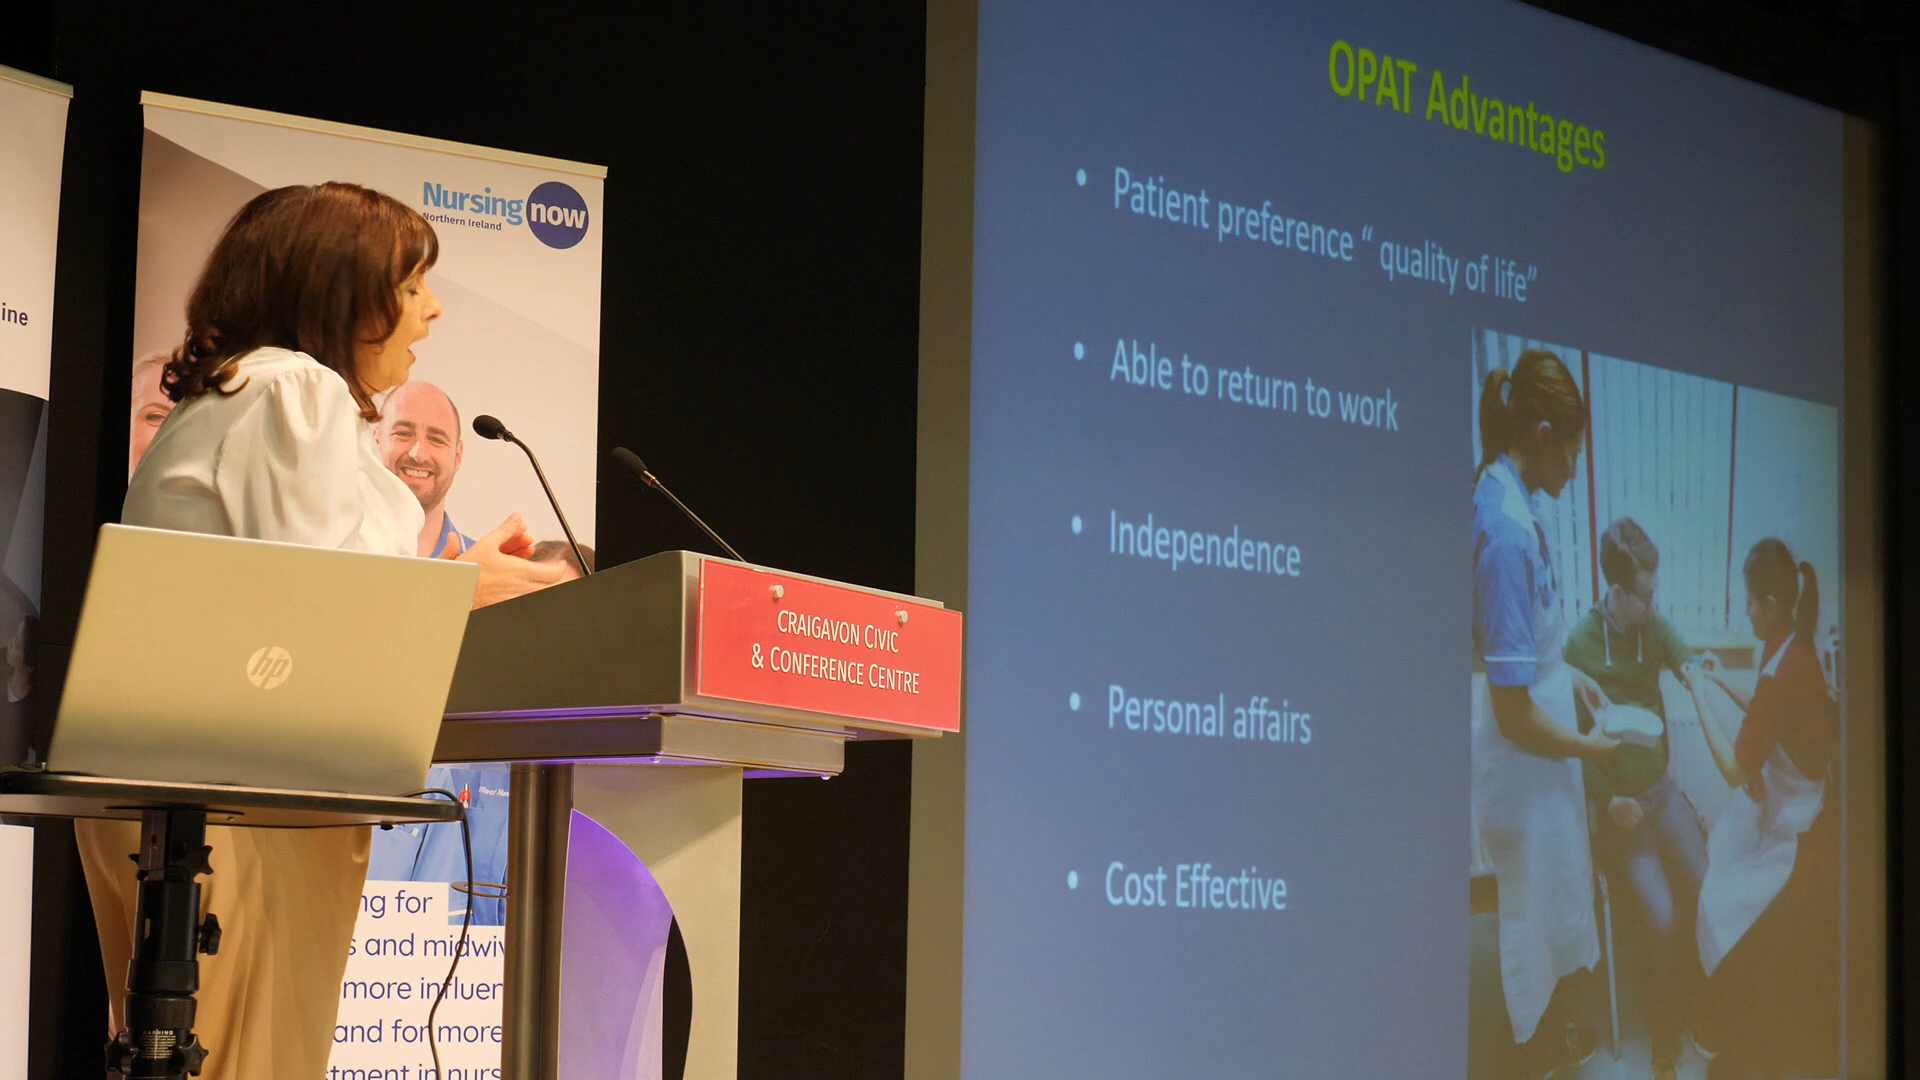 ine
Nursing now
Northern Ireland
hp
CRAIGAVON CIVIC
& CONFERENCE CENTRE
ng for
s and midwiv
more influen
and for more
tment in nurs
WARNING
OPAT Advantages
• Patient preference “ quality of life”
• Able to return to work
• Independence
• Personal affairs
• Cost Effective